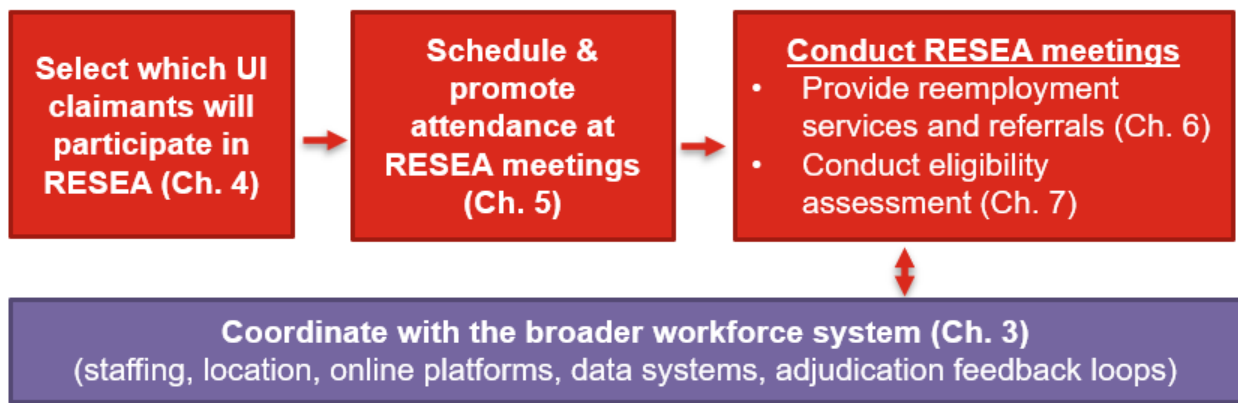 Select which UI
claimants will
participate in
RESEA (Ch. 4)
Schedule &
promote
attendance at
RESEA meetings
(Ch. 5)
Conduct RESEA meetings
• Provide reemployment
services and referrals (Ch. 6)
• Conduct eligibility
assessment (Ch. 7)
Coordinate with the broader workforce system (Ch. 3)
(staffing, location, online platforms, data systems, adjudication feedback loops)